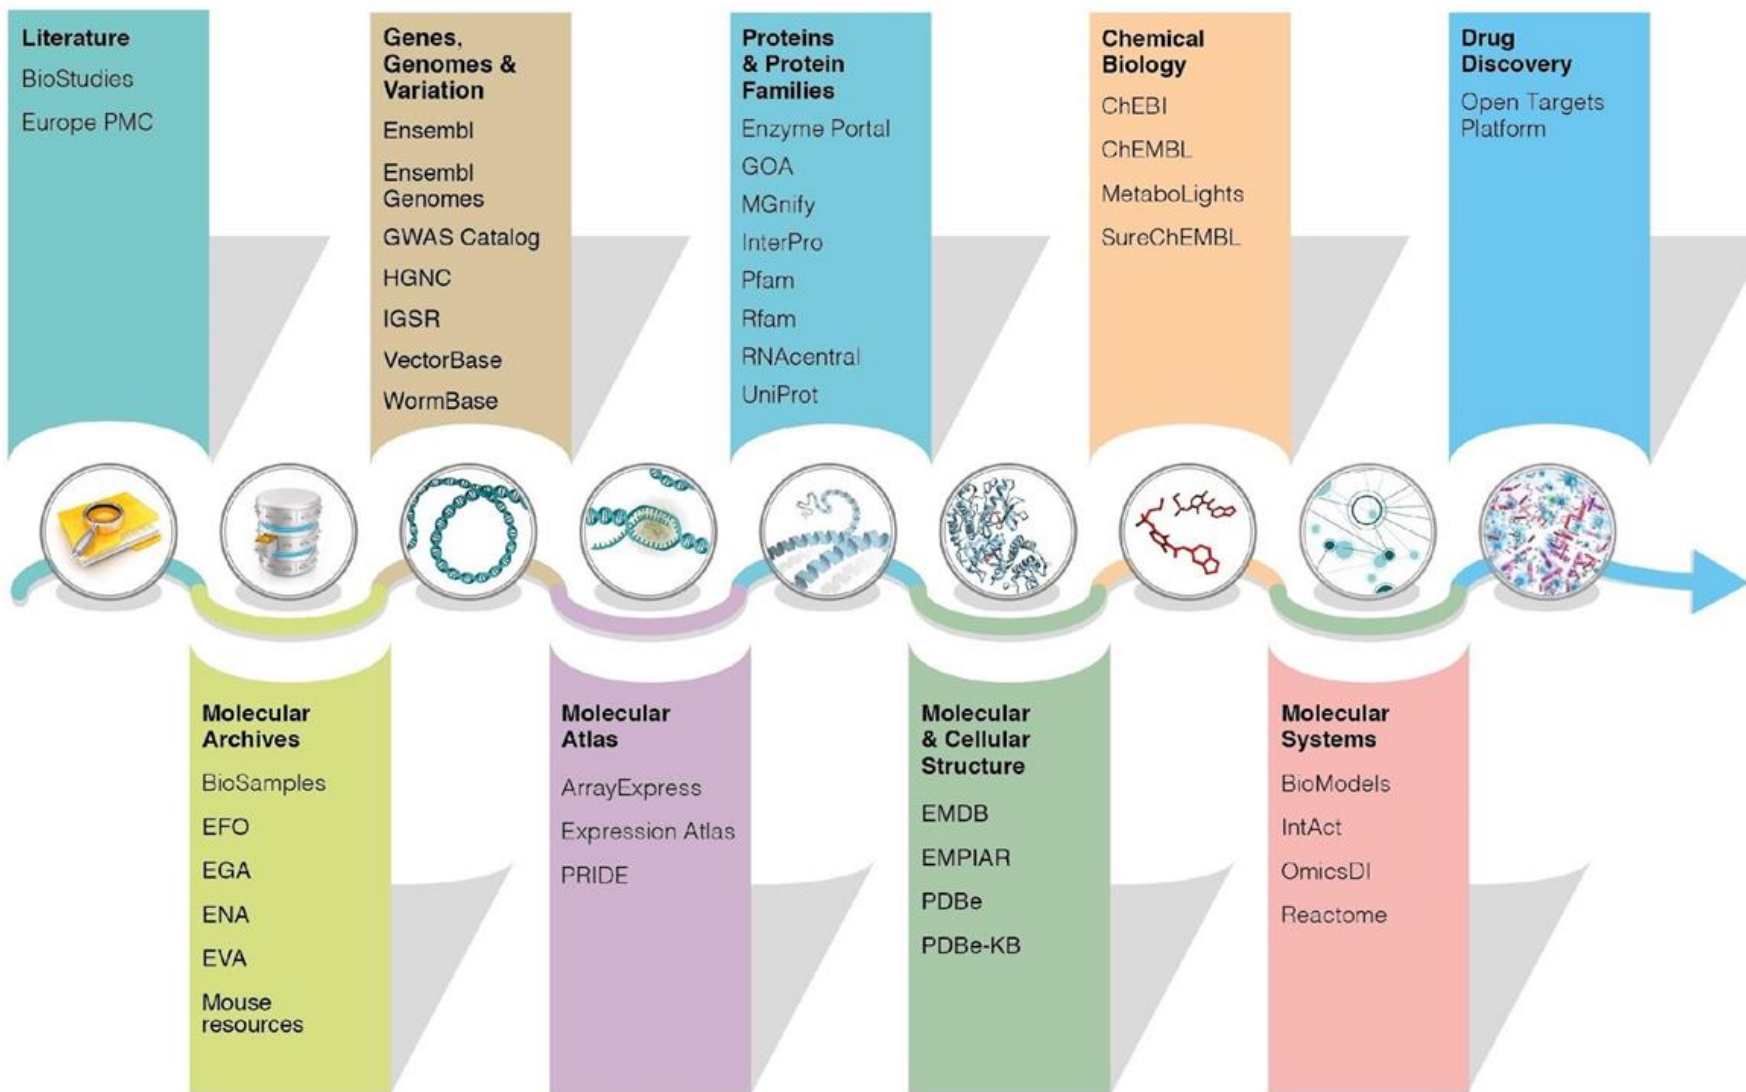 Literature
BioStudies
Europe PMC
Genes,
Genomes &
Variation
Ensembl
Ensembl
Genomes
GWAS Catalog
HGNC
IGSR
VectorBase
WormBase
Proteins
& Protein
Families
Enzyme Portal
GOA
MGnify
InterPro
Pfam
Rfam
RNAcentral
UniProt
Chemical
Biology
ChEBI
ChEMBL
MetaboLights
SureChEMBL
Drug
Discovery
Open Targets
Platform
Molecular
Archives
BioSamples
EFO
EGA
ENA
EVA
Mouse
resources
Molecular
Atlas
ArrayExpress
Expression Atlas
PRIDE
Molecular
& Cellular
Structure
EMDB
EMPIAR
PDBe
PDBe-KB
Molecular
Systems
BioModels
IntAct
OmicsDI
Reactome